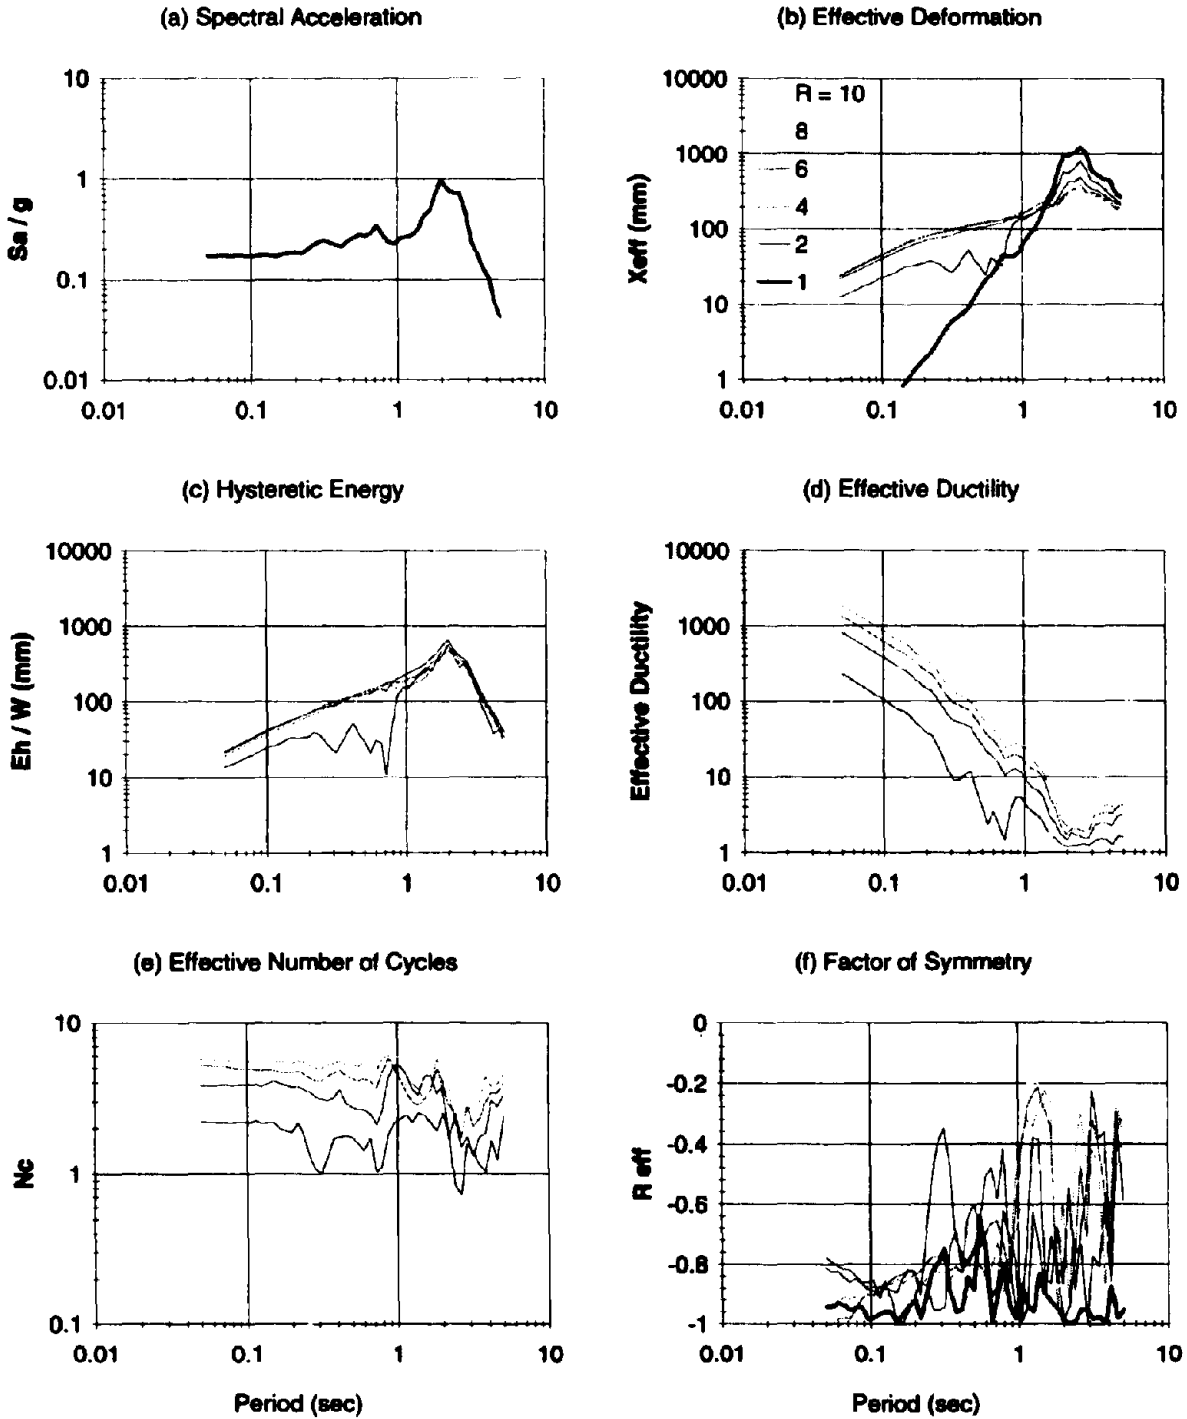 (a) Spectral Acceleration
10
1
0.1
0.01
Sa / g
0.01 0.1 1 10
(b) Effective Deformation
10000
1000
100
10
1
Xeff (mm)
R = 10
8
6
4
2
1
0.01 0.1 1 10
(c) Hysteretic Energy
10000
1000
100
10
1
Eh / W (mm)
0.01 0.1 1 10
(d) Effective Ductility
10000
1000
100
10
1
Effective Ductility
0.01 0.1 1 10
(e) Effective Number of Cycles
10
1
0.1
Nc
0.01 0.1 1 10
Period (sec)
(f) Factor of Symmetry
0
-0.2
-0.4
-0.6
-0.8
-1
R eff
0.01 0.1 1 10
Period (sec)